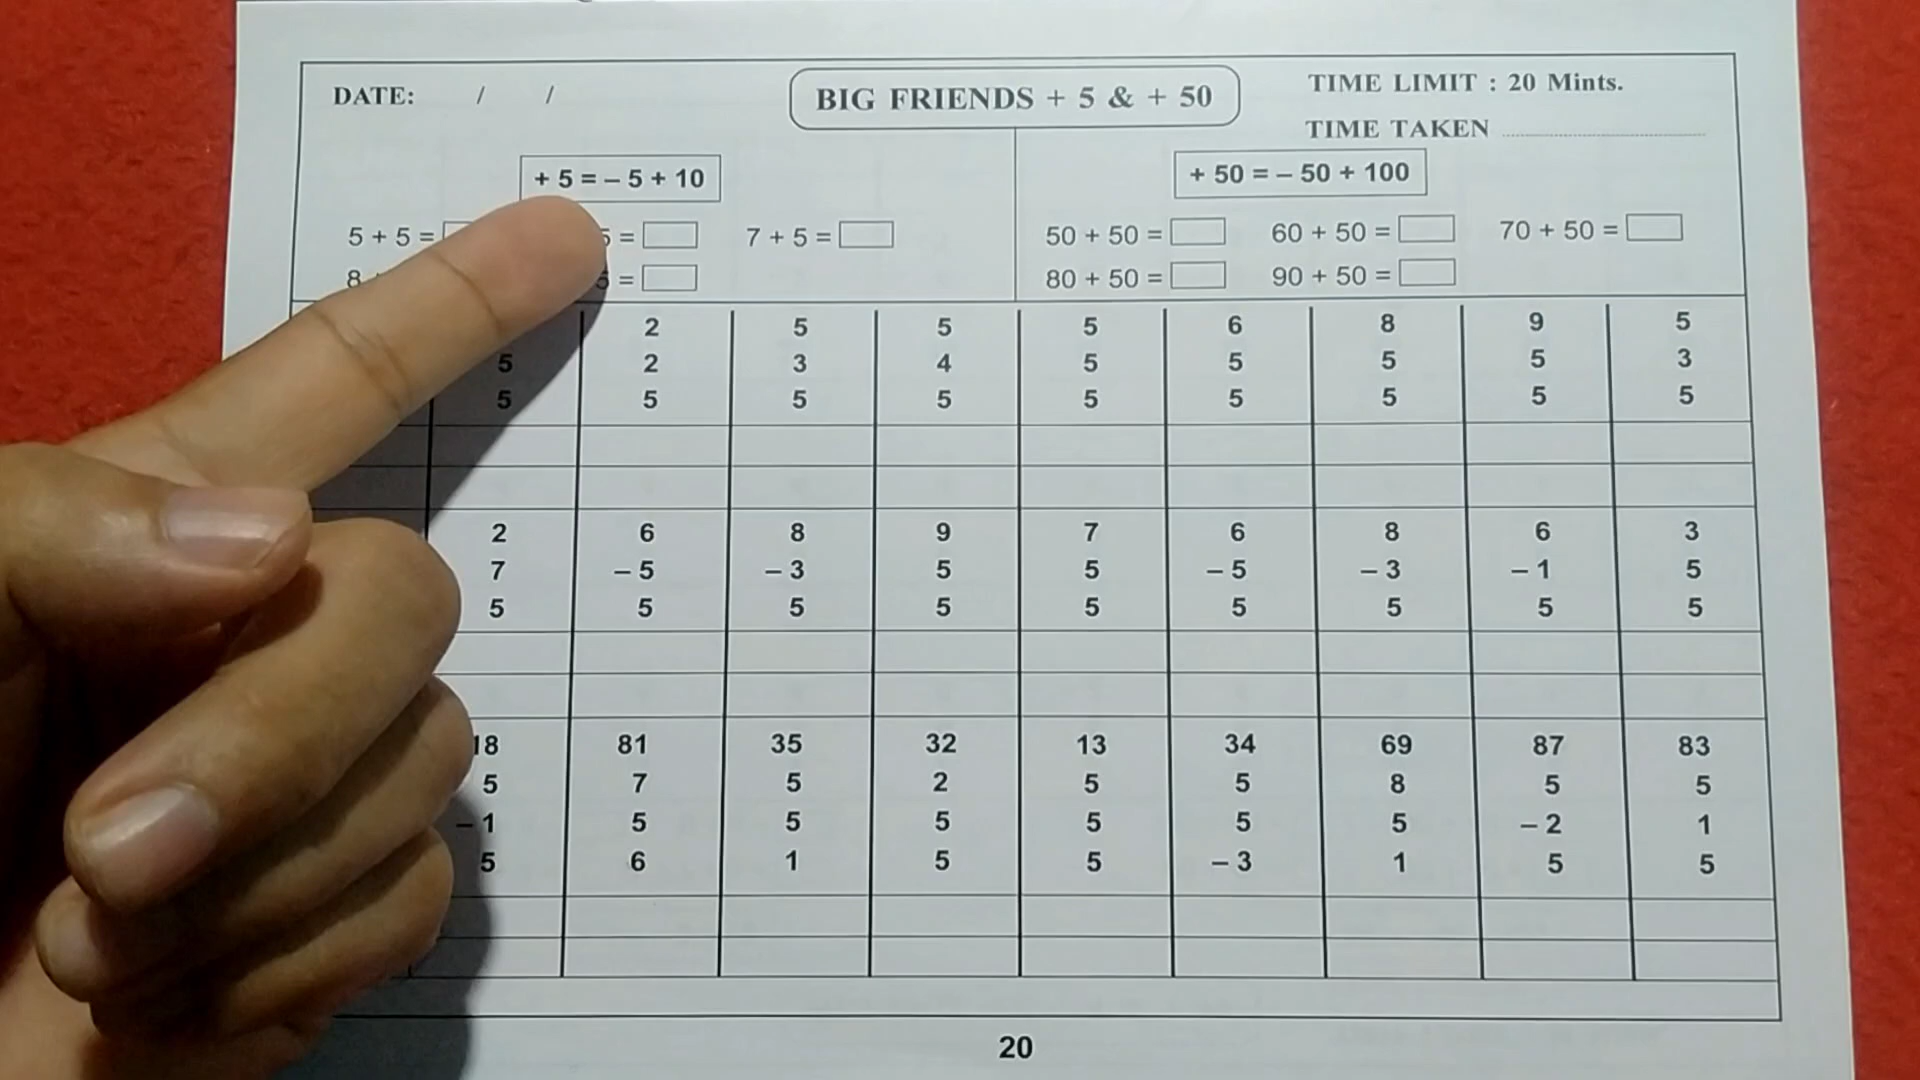 DATE: / /
BIG FRIENDS + 5 & + 50
TIME LIMIT : 20 Mints.
TIME TAKEN
+ 5 = – 5 + 10
+ 50 = – 50 + 100
5 + 5 = 5 = 7 + 5 = 50 + 50 = 60 + 50 = 70 + 50 =
8 5 = 80 + 50 = 90 + 50 =
2 5 5 5 6 8 9 5
5 2 3 4 5 5 5 5 3
5 5 5 5 5 5 5 5 5
2 6 8 9 7 6 8 6 3
7 – 5 – 3 5 5 – 5 – 3 – 1 5
5 5 5 5 5 5 5 5 5
18 81 35 32 13 34 69 87 83
5 7 5 2 5 5 8 5 5
– 1 5 5 5 5 5 5 – 2 1
5 6 1 5 5 – 3 1 5 5
20